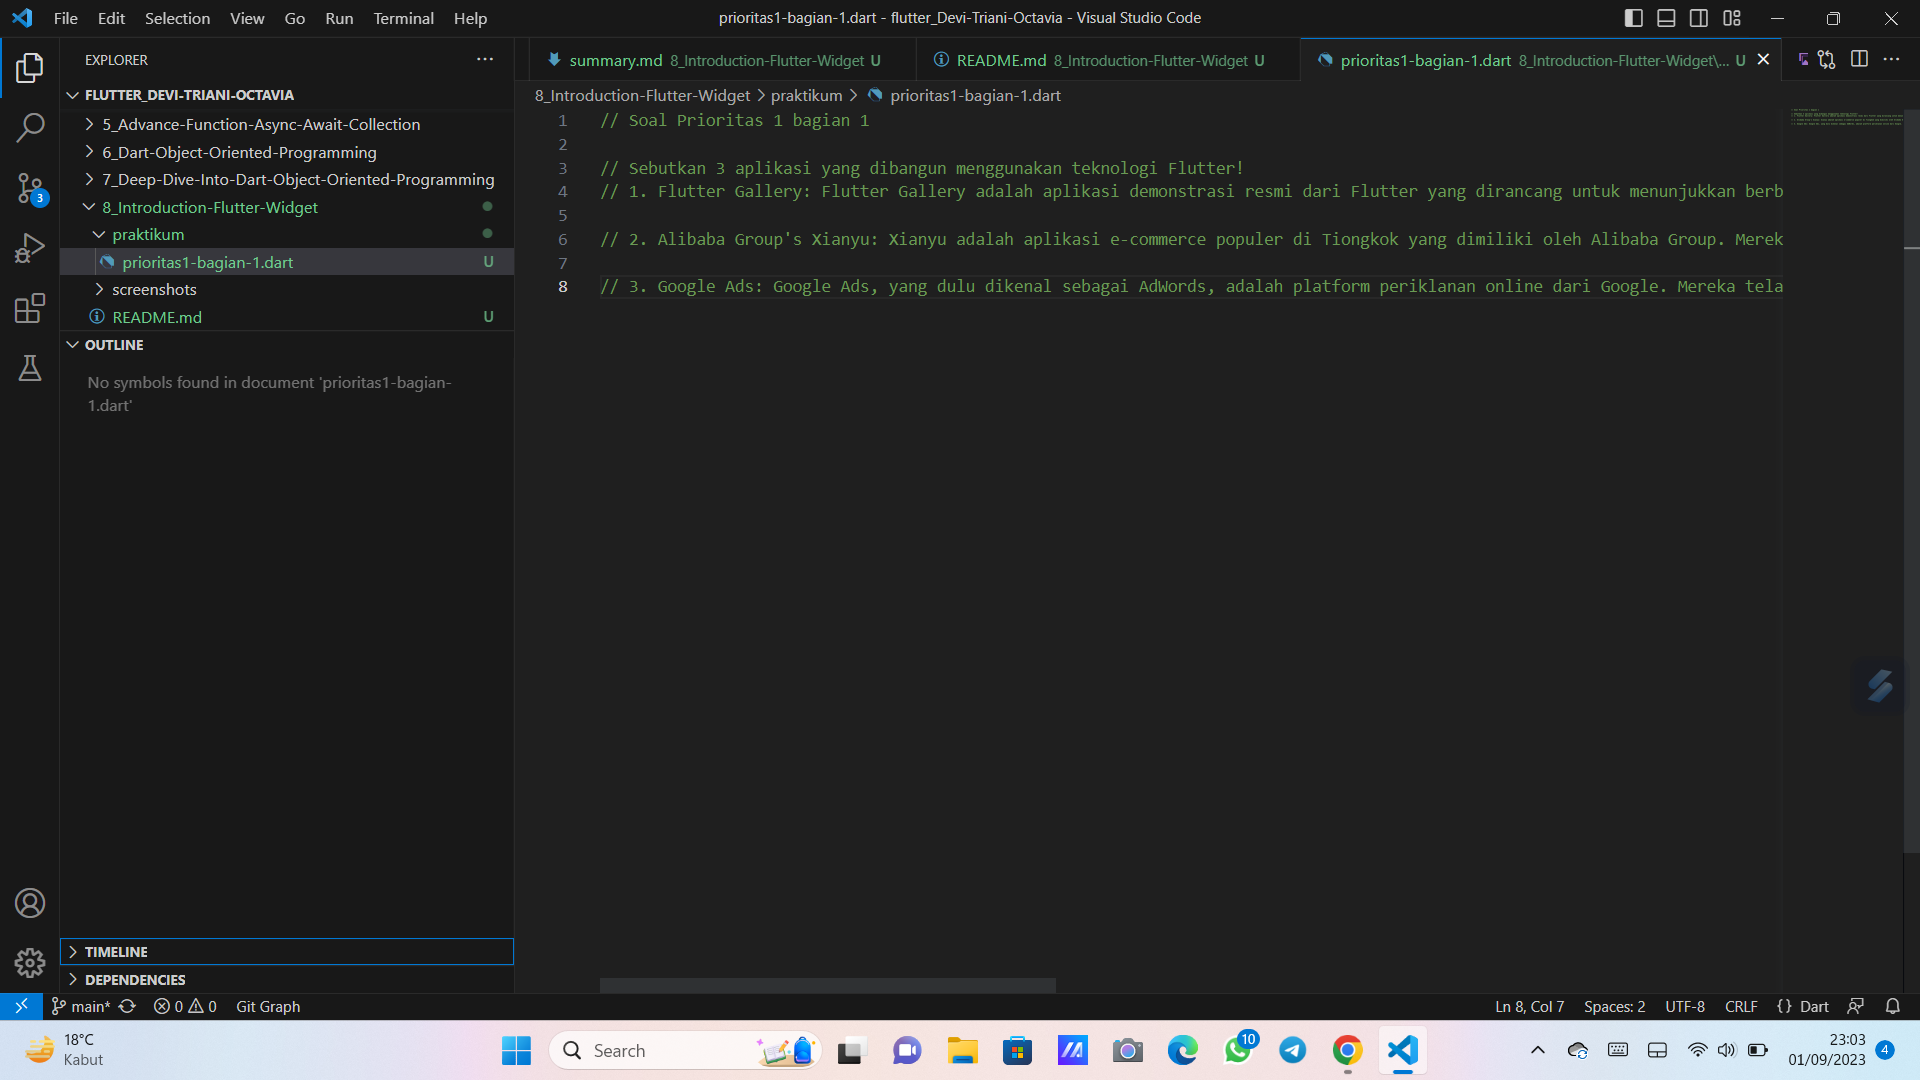 File Edit Selection View Go Run Terminal Help
prioritas1-bagian-1.dart - flutter_Devi-Triani-Octavia - Visual Studio Code
EXPLORER
FLUTTER_DEVI-TRIANI-OCTAVIA
5_Advance-Function-Async-Await-Collection
6_Dart-Object-Oriented-Programming
7_Deep-Dive-Into-Dart-Object-Oriented-Programming
8_Introduction-Flutter-Widget
praktikum
prioritas1-bagian-1.dart U
screenshots
README.md U
OUTLINE
No symbols found in document 'prioritas1-bagian-
1.dart'
TIMELINE
DEPENDENCIES
3
summary.md 8_Introduction-Flutter-Widget U
README.md 8_Introduction-Flutter-Widget U
prioritas1-bagian-1.dart 8_Introduction-Flutter-Widget\... U
8_Introduction-Flutter-Widget > praktikum > prioritas1-bagian-1.dart
1 // Soal Prioritas 1 bagian 1
2
3 // Sebutkan 3 aplikasi yang dibangun menggunakan teknologi Flutter!
4 // 1. Flutter Gallery: Flutter Gallery adalah aplikasi demonstrasi resmi dari Flutter yang dirancang untuk menunjukkan berb
5
6 // 2. Alibaba Group's Xianyu: Xianyu adalah aplikasi e-commerce populer di Tiongkok yang dimiliki oleh Alibaba Group. Merek
7
8 // 3. Google Ads: Google Ads, yang dulu dikenal sebagai AdWords, adalah platform periklanan online dari Google. Mereka tela
main* 0 0 Git Graph
Ln 8, Col 7 Spaces: 2 UTF-8 CRLF {} Dart
18°C
Kabut
Search
10
23:03
01/09/2023
4